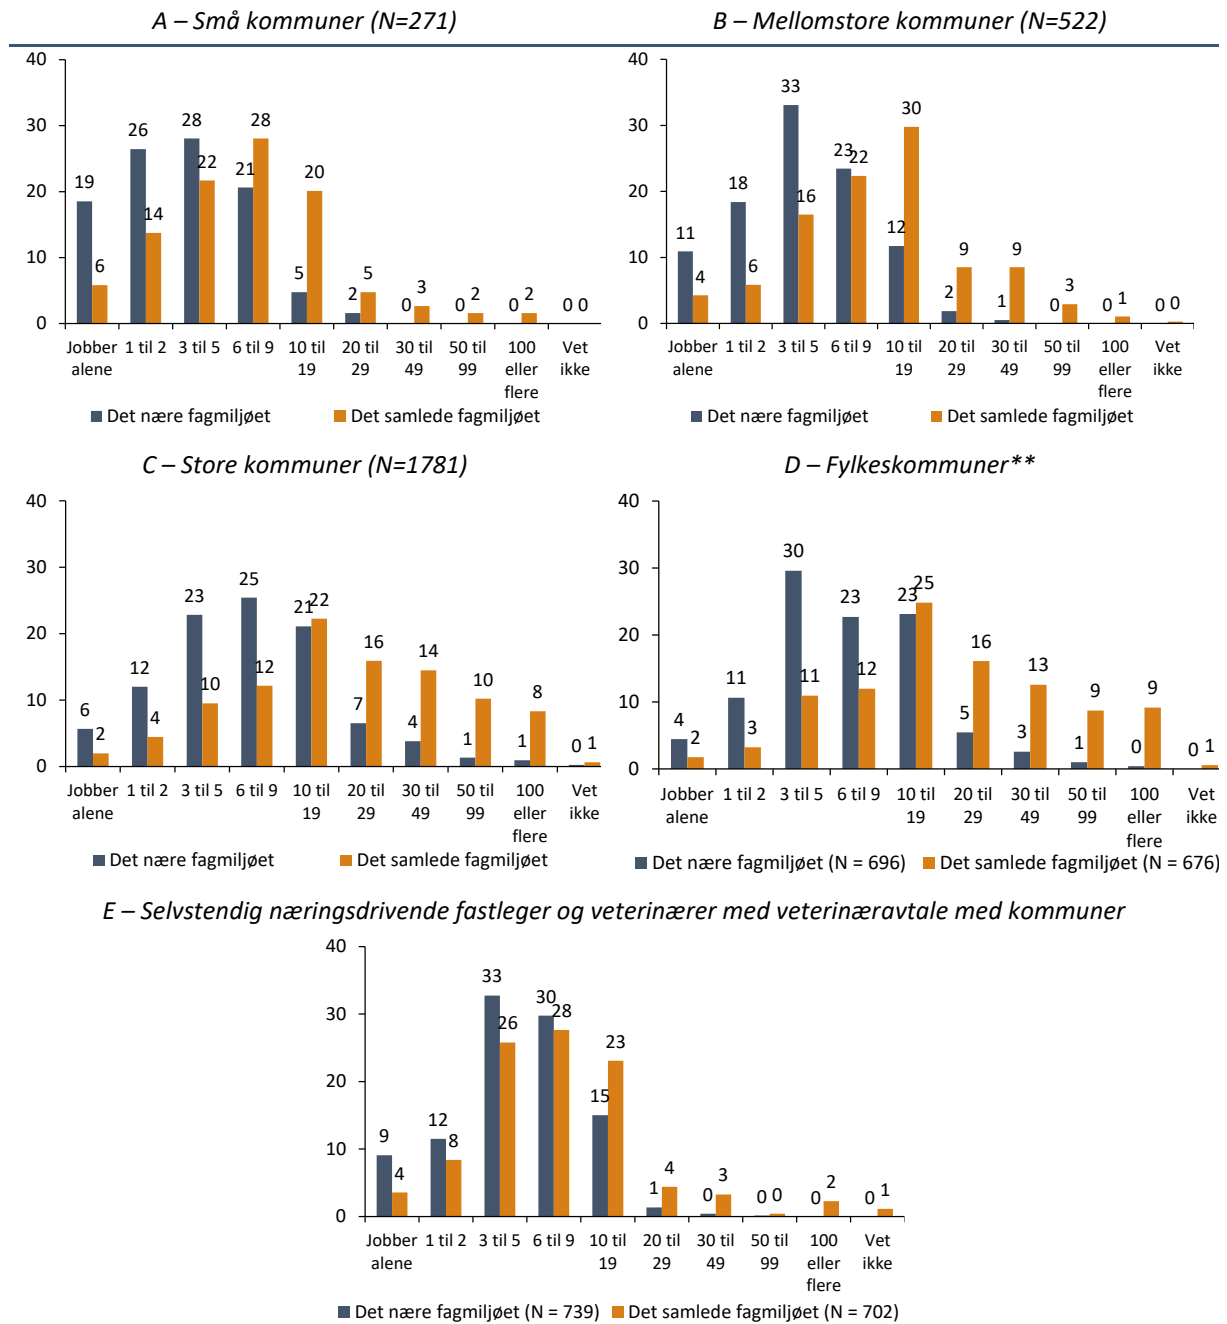 A – Små kommuner (N=271)
B – Mellomstore kommuner (N=522)
40
30
20
10
0
19 26 28 21 5 2 0 0 0 0
6 14 22 28 20 5 3 2 2 0
Jobber alene
1 til 2
3 til 5
6 til 9
10 til 19
20 til 29
30 til 49
50 til 99
100 eller flere
Vet ikke
Det nære fagmiljøet
Det samlede fagmiljøet
40
30
20
10
0
11 18 33 23 12 2 1 0 0 0
4 6 16 22 30 9 9 3 1 0
Jobber alene
1 til 2
3 til 5
6 til 9
10 til 19
20 til 29
30 til 49
50 til 99
100 eller flere
Vet ikke
Det nære fagmiljøet
Det samlede fagmiljøet
C – Store kommuner (N=1781)
D – Fylkeskommuner**
40
30
20
10
0
6 12 23 25 21 7 4 1 1 0
2 4 10 12 22 16 14 10 8 1
Jobber alene
1 til 2
3 til 5
6 til 9
10 til 19
20 til 29
30 til 49
50 til 99
100 eller flere
Vet ikke
Det nære fagmiljøet
Det samlede fagmiljøet
40
30
20
10
0
4 11 30 23 23 5 3 1 0 0
2 3 11 12 25 16 13 9 9 1
Jobber alene
1 til 2
3 til 5
6 til 9
10 til 19
20 til 29
30 til 49
50 til 99
100 eller flere
Vet ikke
Det nære fagmiljøet (N = 696)
Det samlede fagmiljøet (N = 676)
E – Selvstendig næringsdrivende fastleger og veterinærer med veterinæravtale med kommuner
40
30
20
10
0
9 12 33 30 15 1 0 0 0 0
4 8 26 28 23 4 3 0 2 1
Jobber alene
1 til 2
3 til 5
6 til 9
10 til 19
20 til 29
30 til 49
50 til 99
100 eller flere
Vet ikke
Det nære fagmiljøet (N = 739)
Det samlede fagmiljøet (N = 702)